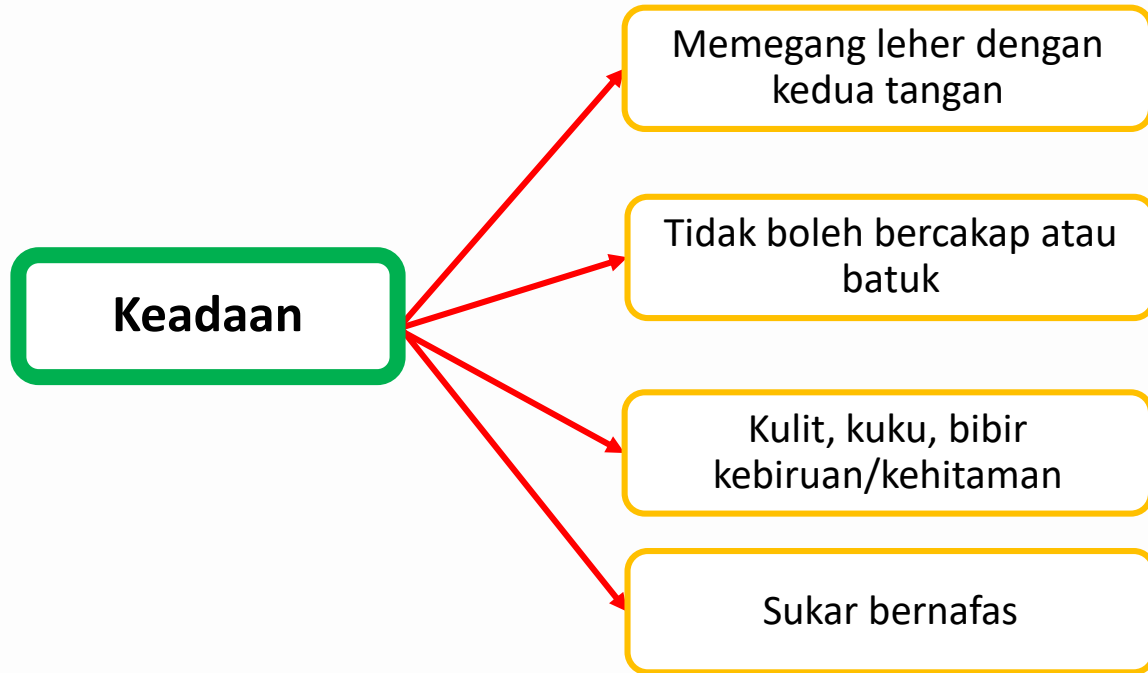 Memegang leher dengan
kedua tangan
Tidak boleh bercakap atau
batuk
Keadaan
Kulit, kuku, bibir
kebiruan/kehitaman
Sukar bernafas